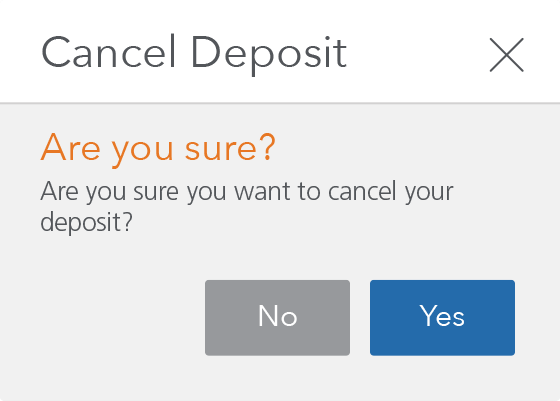 Cancel Deposit
Are you sure?
Are you sure you want to cancel your
deposit?
No
Yes